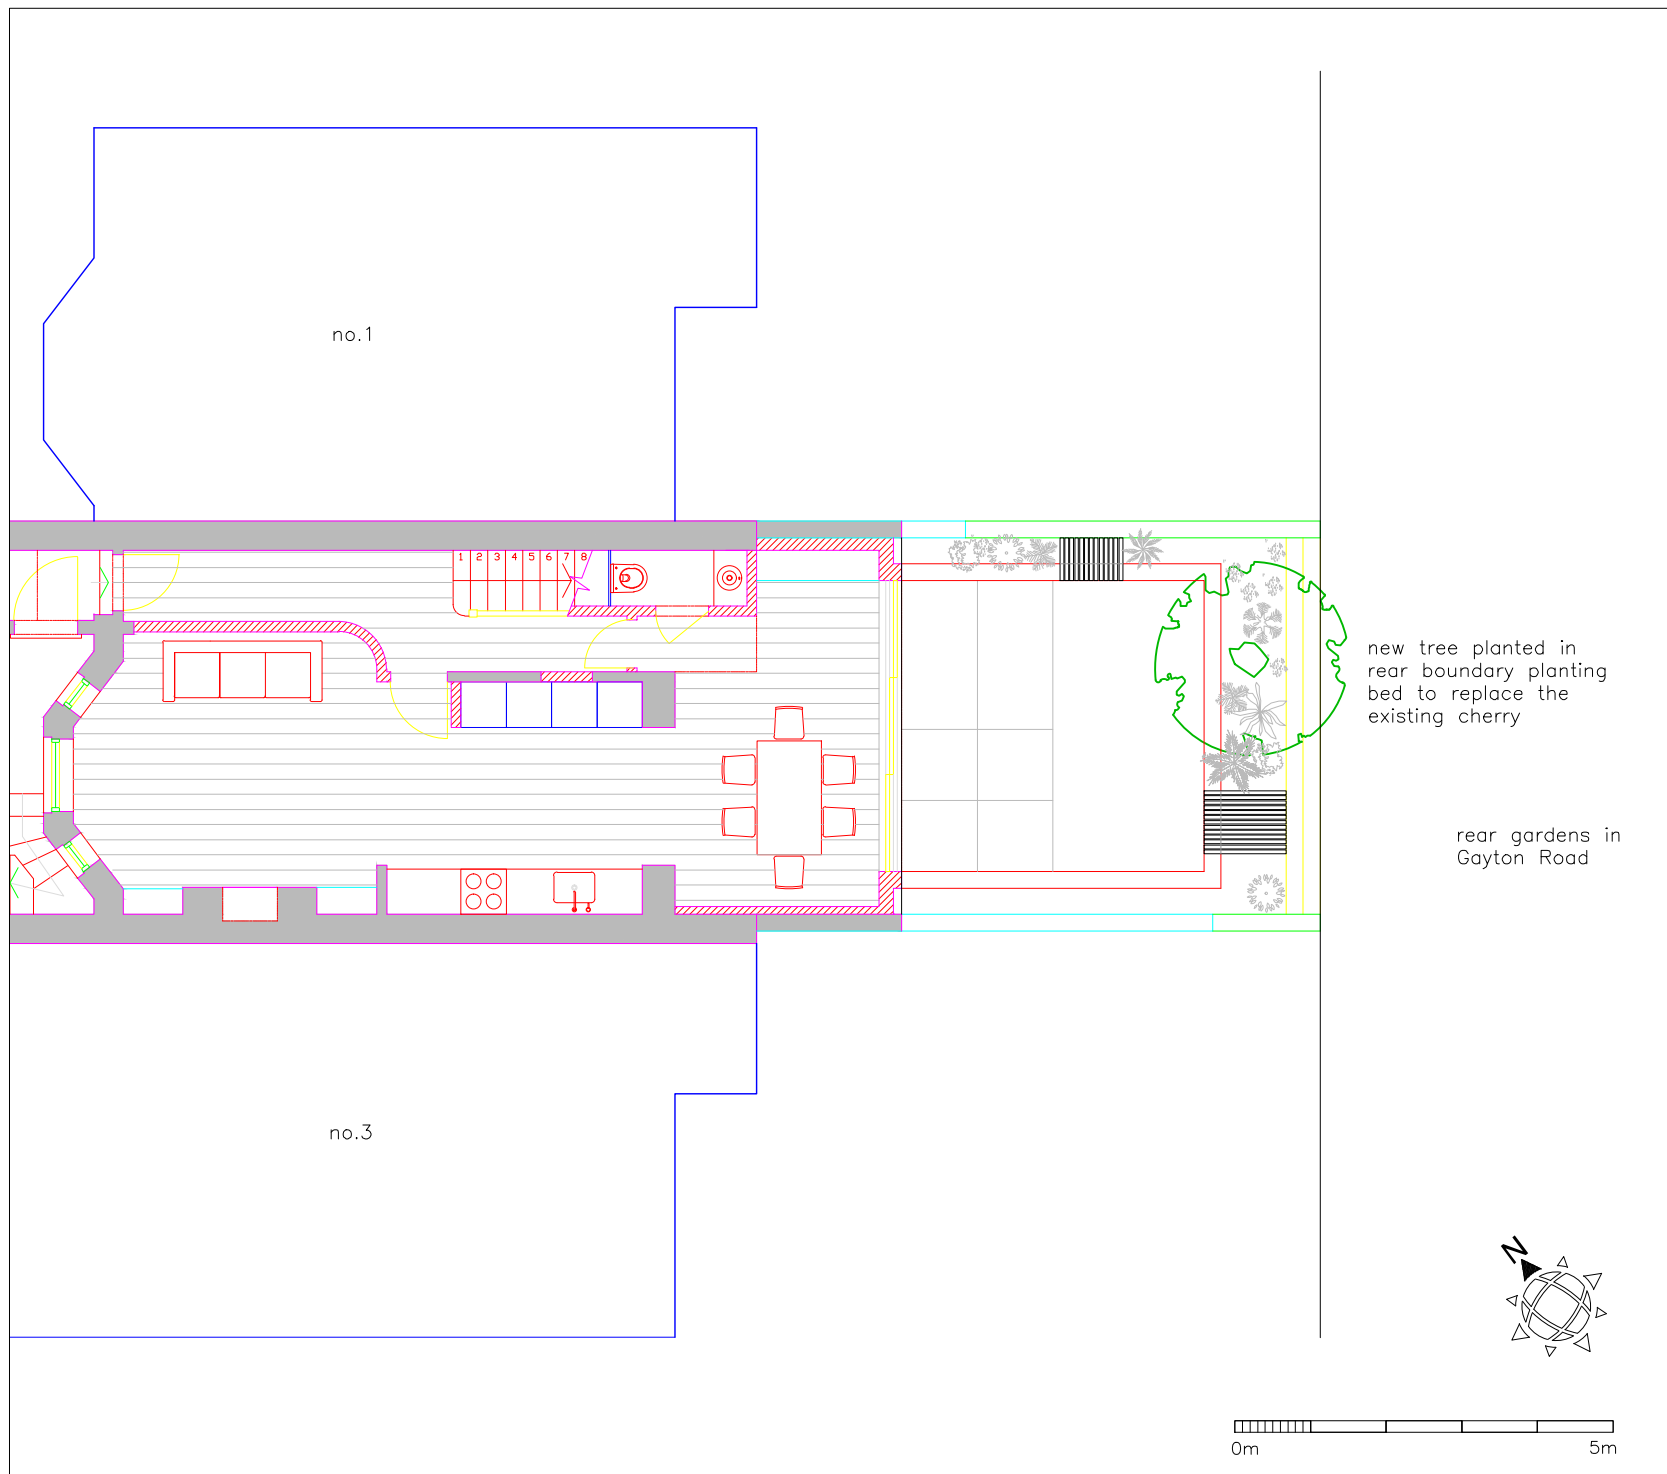 no.1
1 2 3 4 5 6 7 8
new tree planted in
rear boundary planting
bed to replace the
existing cherry
rear gardens in
Gayton Road
no.3
N
0m 5m